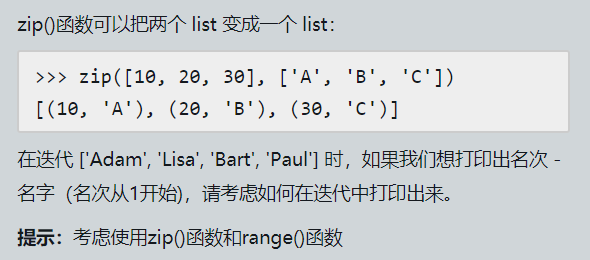 zip()函数可以把两个 list 变成一个 list：
>>> zip([10, 20, 30], ['A', 'B', 'C'])
[(10, 'A'), (20, 'B'), (30, 'C')]
在迭代 ['Adam', 'Lisa', 'Bart', 'Paul'] 时，如果我们想打印出名次 -
名字（名次从1开始)，请考虑如何在迭代中打印出来。
提示：考虑使用zip()函数和range()函数